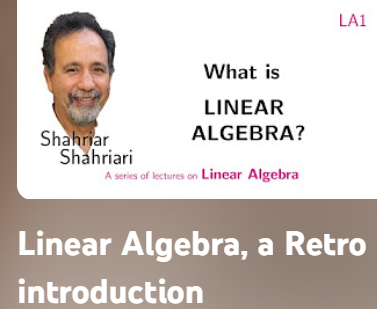 LA1
What is
LINEAR
ALGEBRA?
Shahriar
Shahriari
A series of lectures on Linear Algebra
Linear Algebra, a Retro
introduction